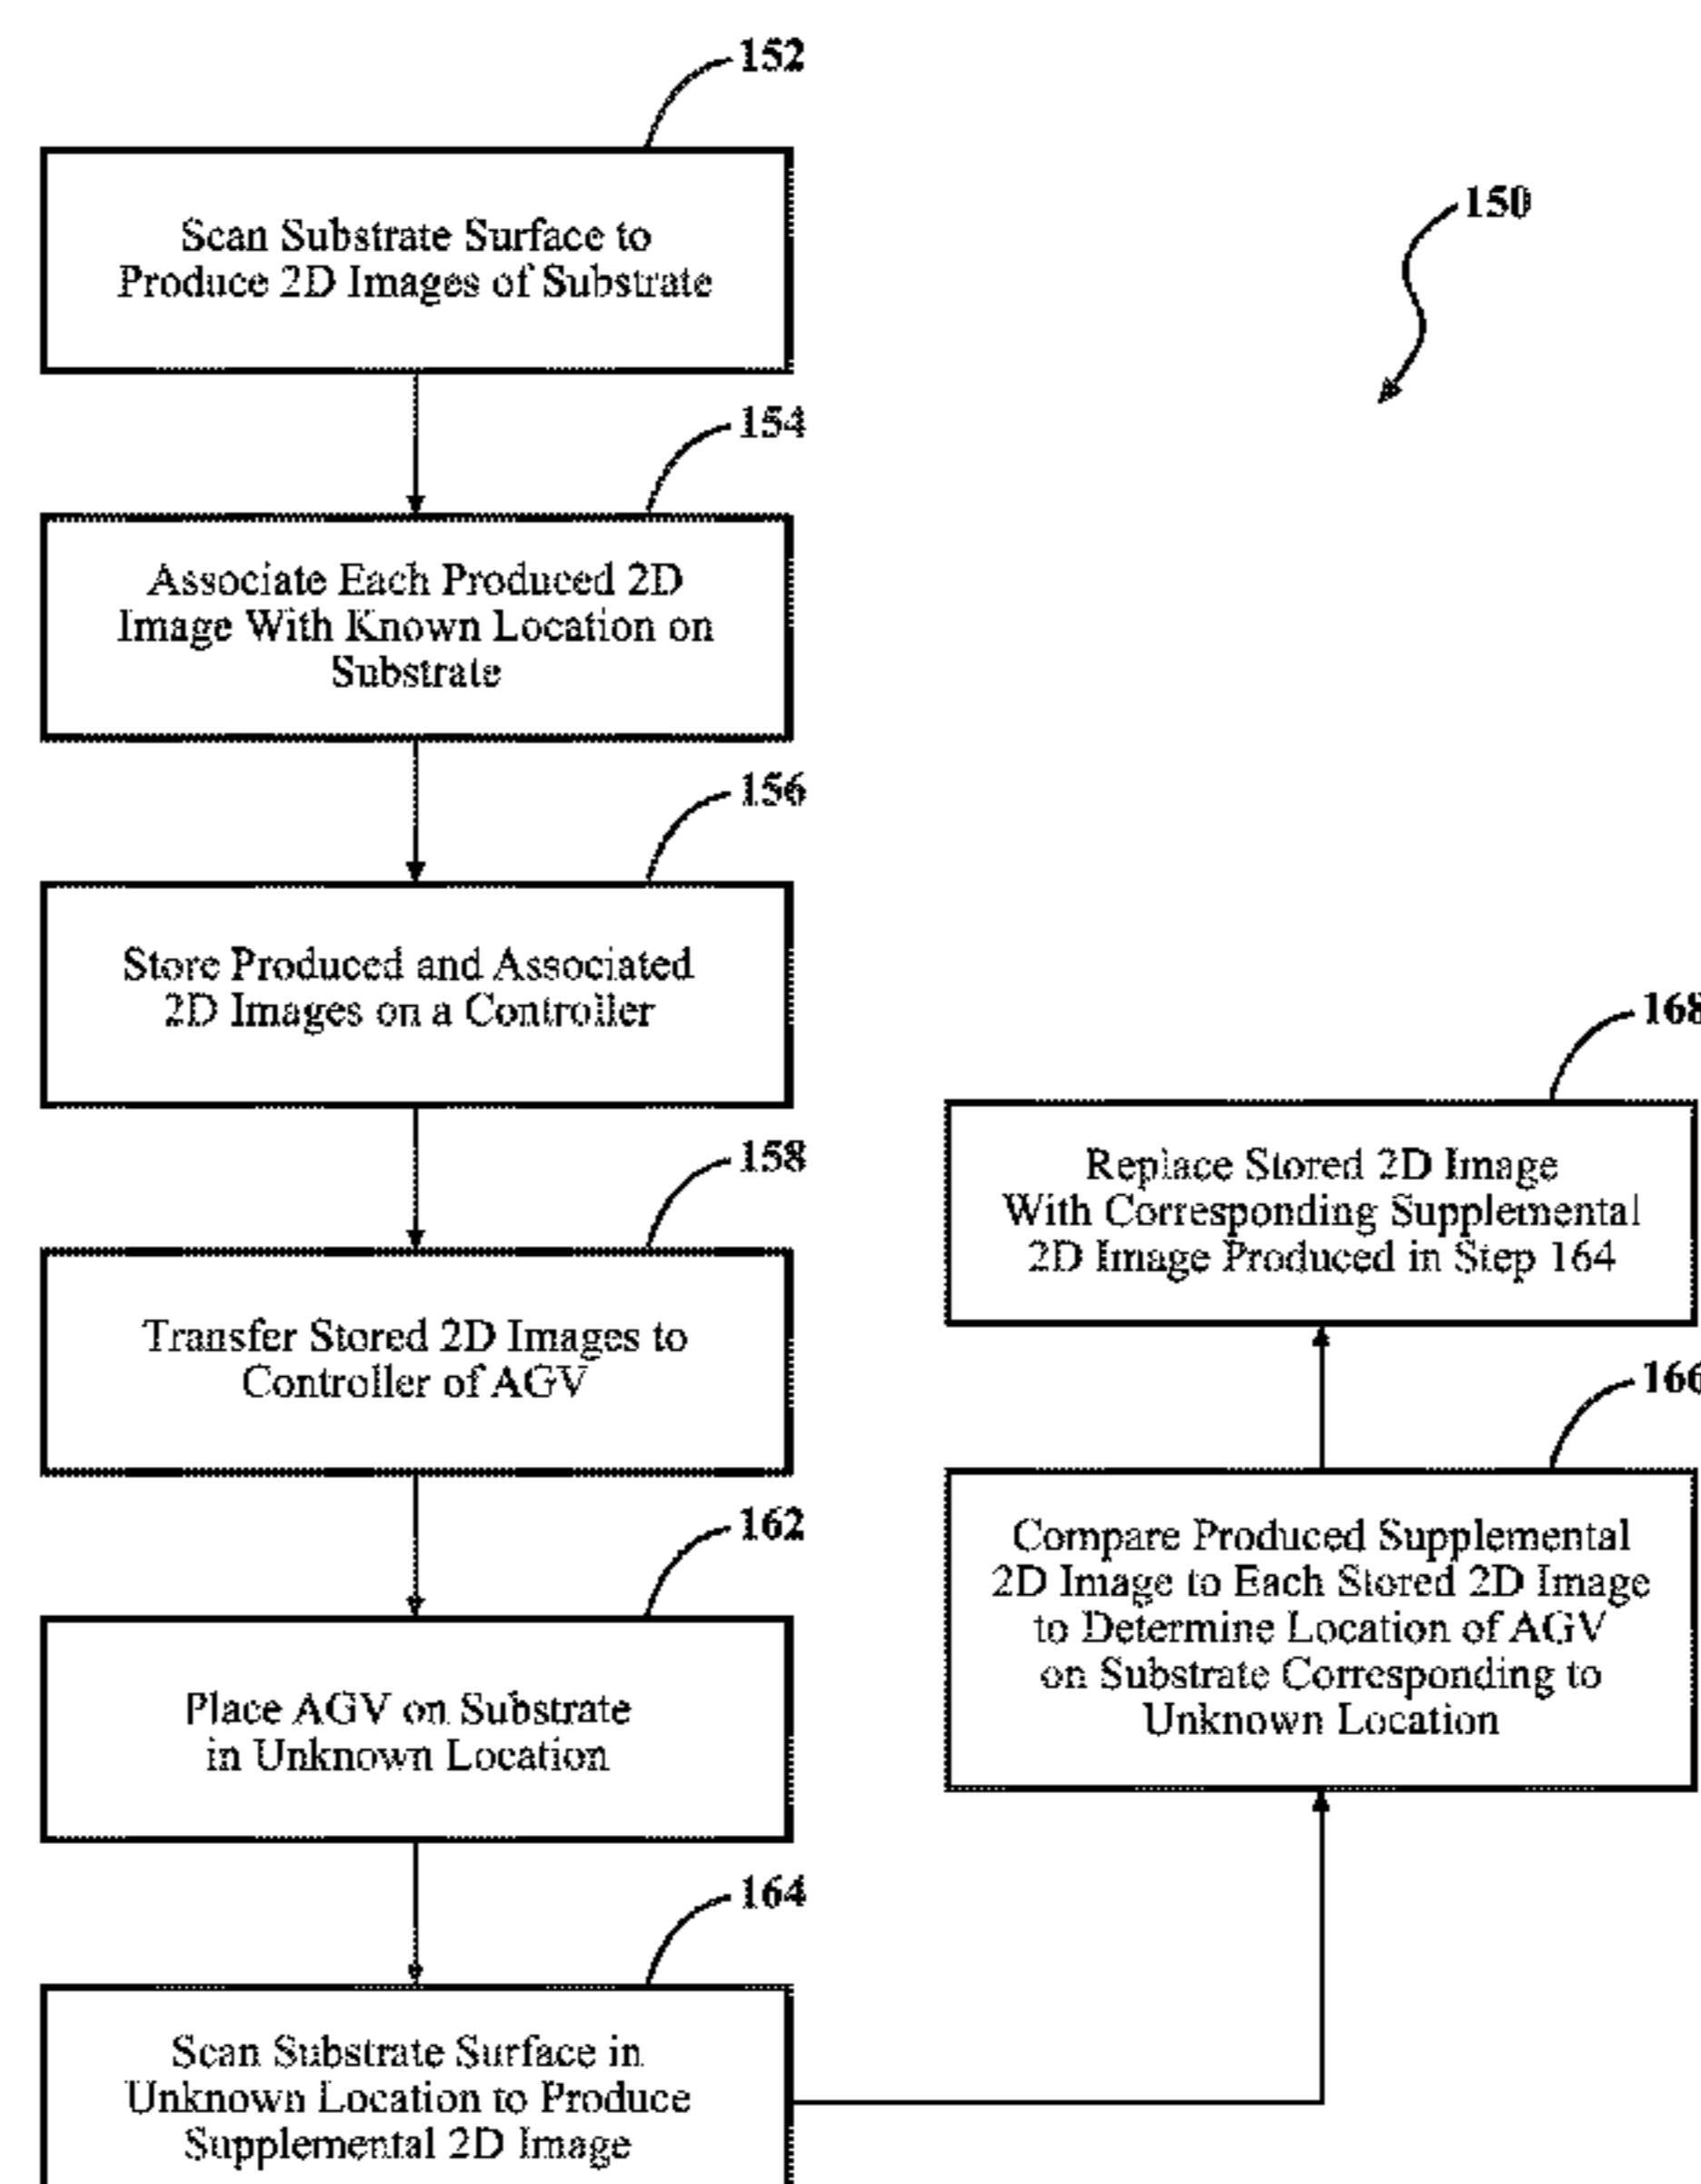 152
Scan Substrate Surface to
Produce 2D Images of Substrate
150
154
Associate Each Produced 2D
Image With Known Location on
Substrate
156
Store Produced and Associated
2D Images on a Controller
158
Transfer Stored 2D Images to
Controller of AGV
162
Place AGV on Substrate
in Unknown Location
164
Scan Substrate Surface in
Unknown Location to Produce
Supplemental 2D Image
168
Replace Stored 2D Image
With Corresponding Supplemental
2D Image Produced in Step 164
166
Compare Produced Supplemental
2D Image to Each Stored 2D Image
to Determine Location of AGV
on Substrate Corresponding to
Unknown Location